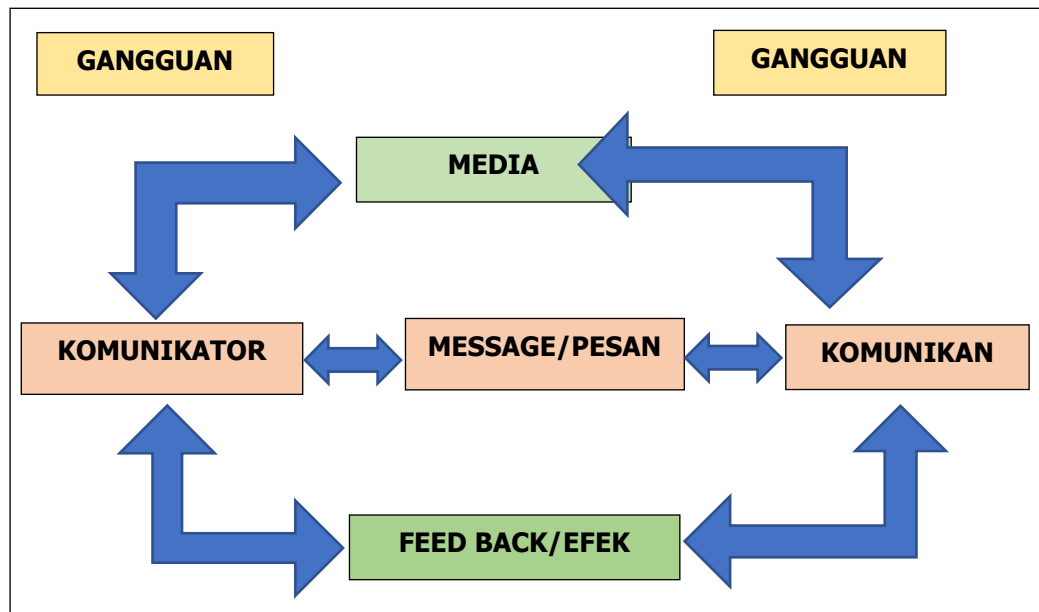 GANGGUAN
GANGGUAN
MEDIA
KOMUNIKATOR
MESSAGE/PESAN
KOMUNIKAN
FEED BACK/EFEK